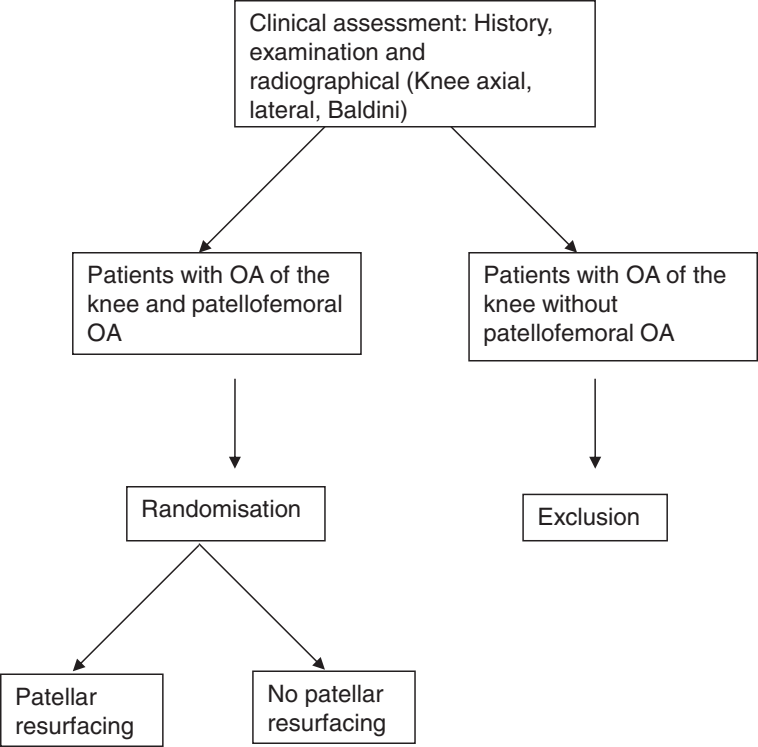 Clinical assessment: History,
examination and
radiographical (Knee axial,
lateral, Baldini)
Patients with OA of the
knee and patellofemoral
OA
Patients with OA of the
knee without
patellofemoral OA
Randomisation
Exclusion
Patellar
resurfacing
No patellar
resurfacing